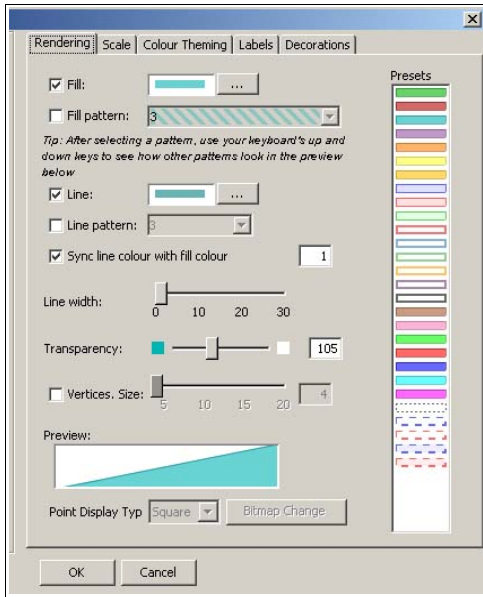 Rendering Scale Colour Theming Labels Decorations
Presets
Fill: ...
Fill pattern: 3
Tip: After selecting a pattern, use your keyboard's up and
down keys to see how other patterns look in the preview
below
Line: ...
Line pattern: 3
Sync line colour with fill colour 1
Line width:
0 10 20 30
Transparency: 105
Vertices. Size: 4
5 10 15 20
Preview:
Point Display Typ Square Bitmap Change
OK Cancel